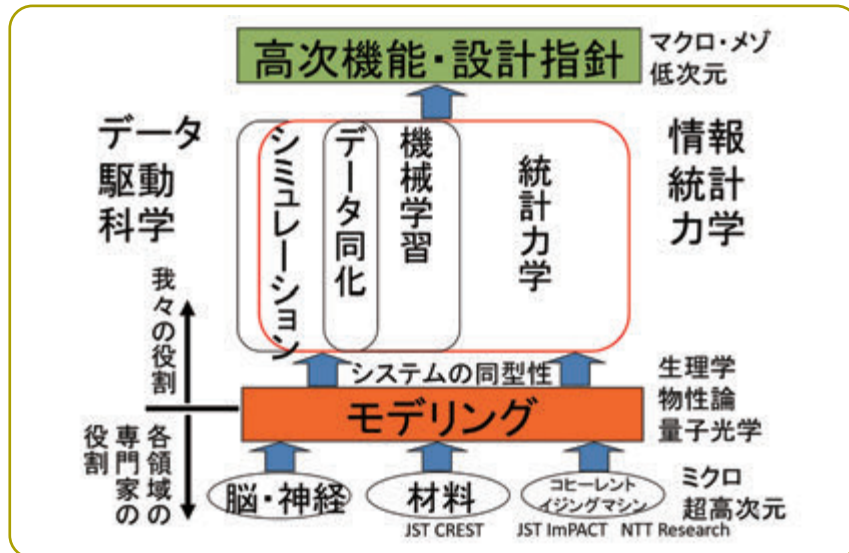 高次機能・設計指針
マクロ・メゾ
低次元
データ
駆動
科学
シミュレーション
データ同化
機械学習
統計力学
情報
統計
力学
我々の役割
システムの同型性
モデリング
生理学
物性論
量子光学
各領域の
専門家の
役割
脳・神経
材料
コヒーレント
イジングマシン
ミクロ
超高次元
JST CREST
JST ImPACT
NTT Research